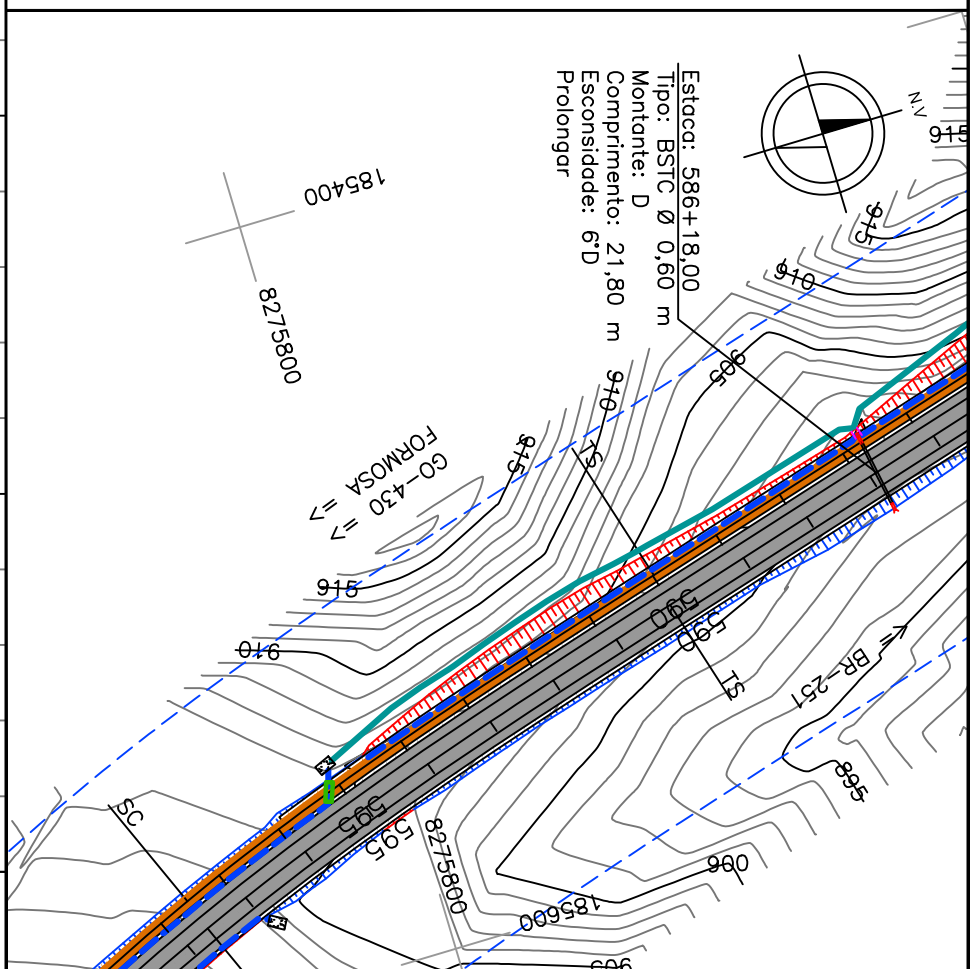 N.V
915
915
910
905
Estaca: 586+18,00
Tipo: BSTC Ø 0,60 m
Montante: D
Comprimento: 21,80 m
Esconsidade: 6°D
Prolongar
185400
8275800
910
915
TS
GO-430
FORMOSA
=>
=>
915
910
590
590
TS
BR-251
<=
895
SC
595
595
8275800
900
185600
905